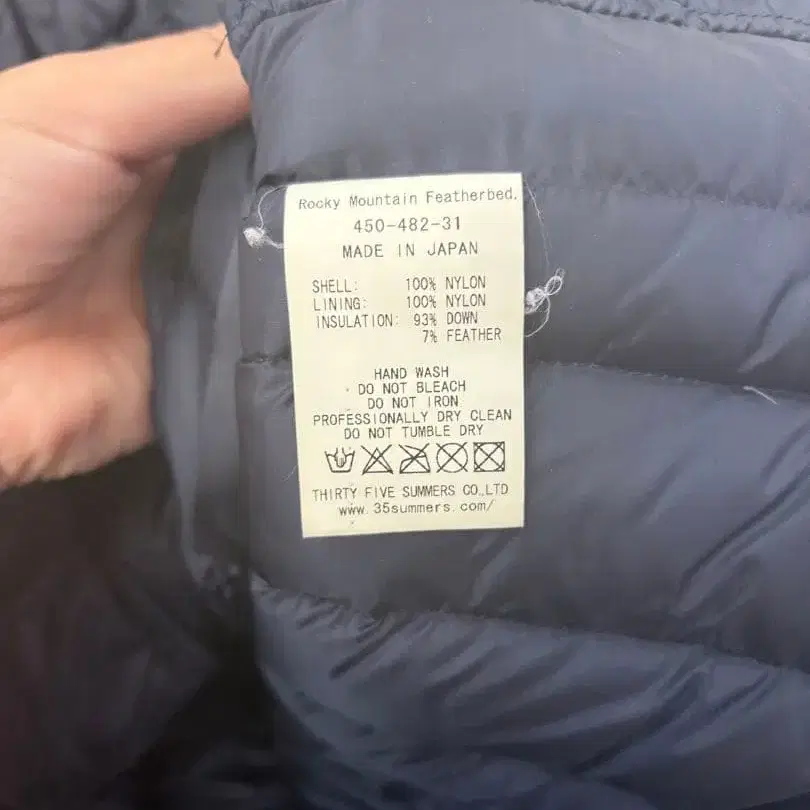 Rocky Mountain Featherbed.
450-482-31
MADE IN JAPAN
SHELL: 100% NYLON
LINING: 100% NYLON
INSULATION: 93% DOWN
7% FEATHER
HAND WASH
DO NOT BLEACH
DO NOT IRON
PROFESSIONALLY DRY CLEAN
DO NOT TUMBLE DRY
THIRTY FIVE SUMMERS CO.,LTD
www.35summers.com/